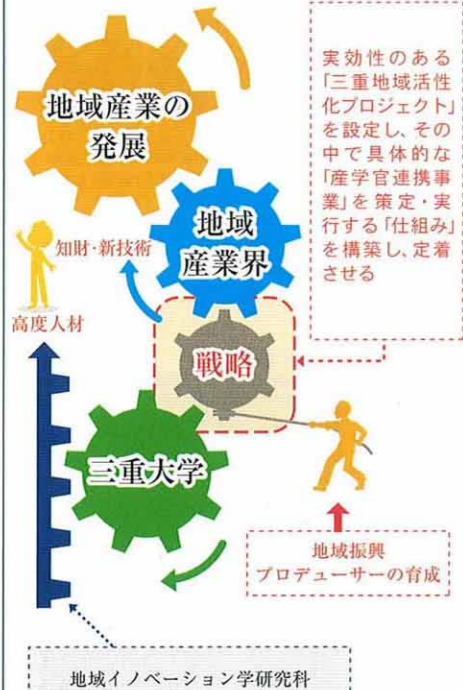 実効性のある
「三重地域活性
化プロジェクト」
を設定し、その
中で具体的な
「産学官連携事
業」を策定・実
行する「仕組み」
を構築し、定着
させる
地域産業の
発展
地域
産業界
知財・新技術
高度人材
戦略
三重大学
地域振興
プロデューサーの育成
地域イノベーション学研究科